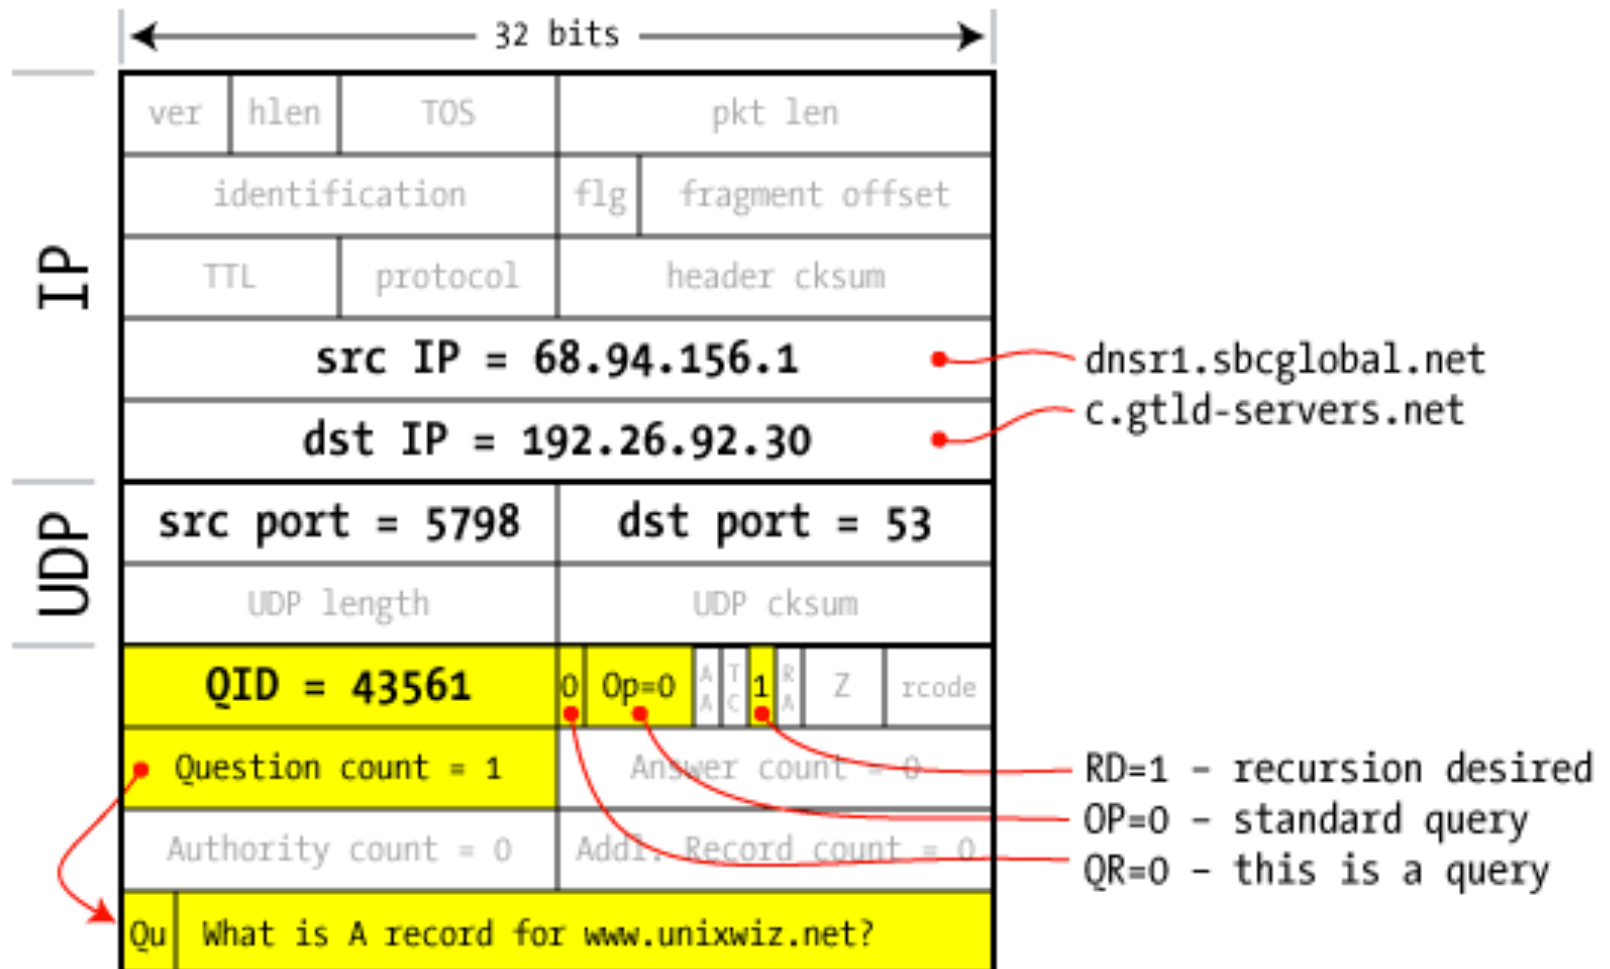 32 bits
ver hlen TOS pkt len
identification flg fragment offset
TTL protocol header cksum
IP
src IP = 68.94.156.1
dnsr1.sbcglobal.net
dst IP = 192.26.92.30
c.gtld-servers.net
UDP
src port = 5798 dst port = 53
UDP length UDP cksum
QID = 43561 0 Op=0 AA TC 1 RA Z rcode
Question count = 1 Answer count = 0
RD=1 – recursion desired
OP=0 – standard query
Authority count = 0 Addl. Record count = 0
QR=0 – this is a query
Qu What is A record for www.unixwiz.net?